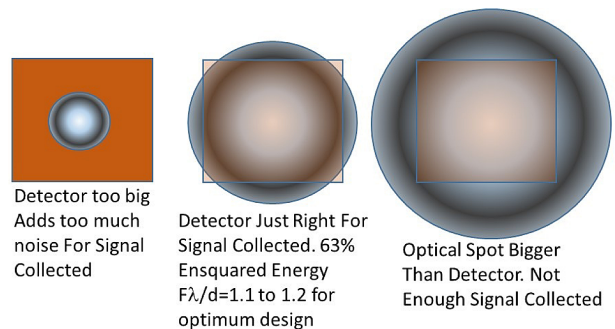 Detector too big
Adds too much
noise For Signal
Collected
Detector Just Right For
Signal Collected. 63%
Ensquared Energy
Fλ/d=1.1 to 1.2 for
optimum design
Optical Spot Bigger
Than Detector. Not
Enough Signal Collected